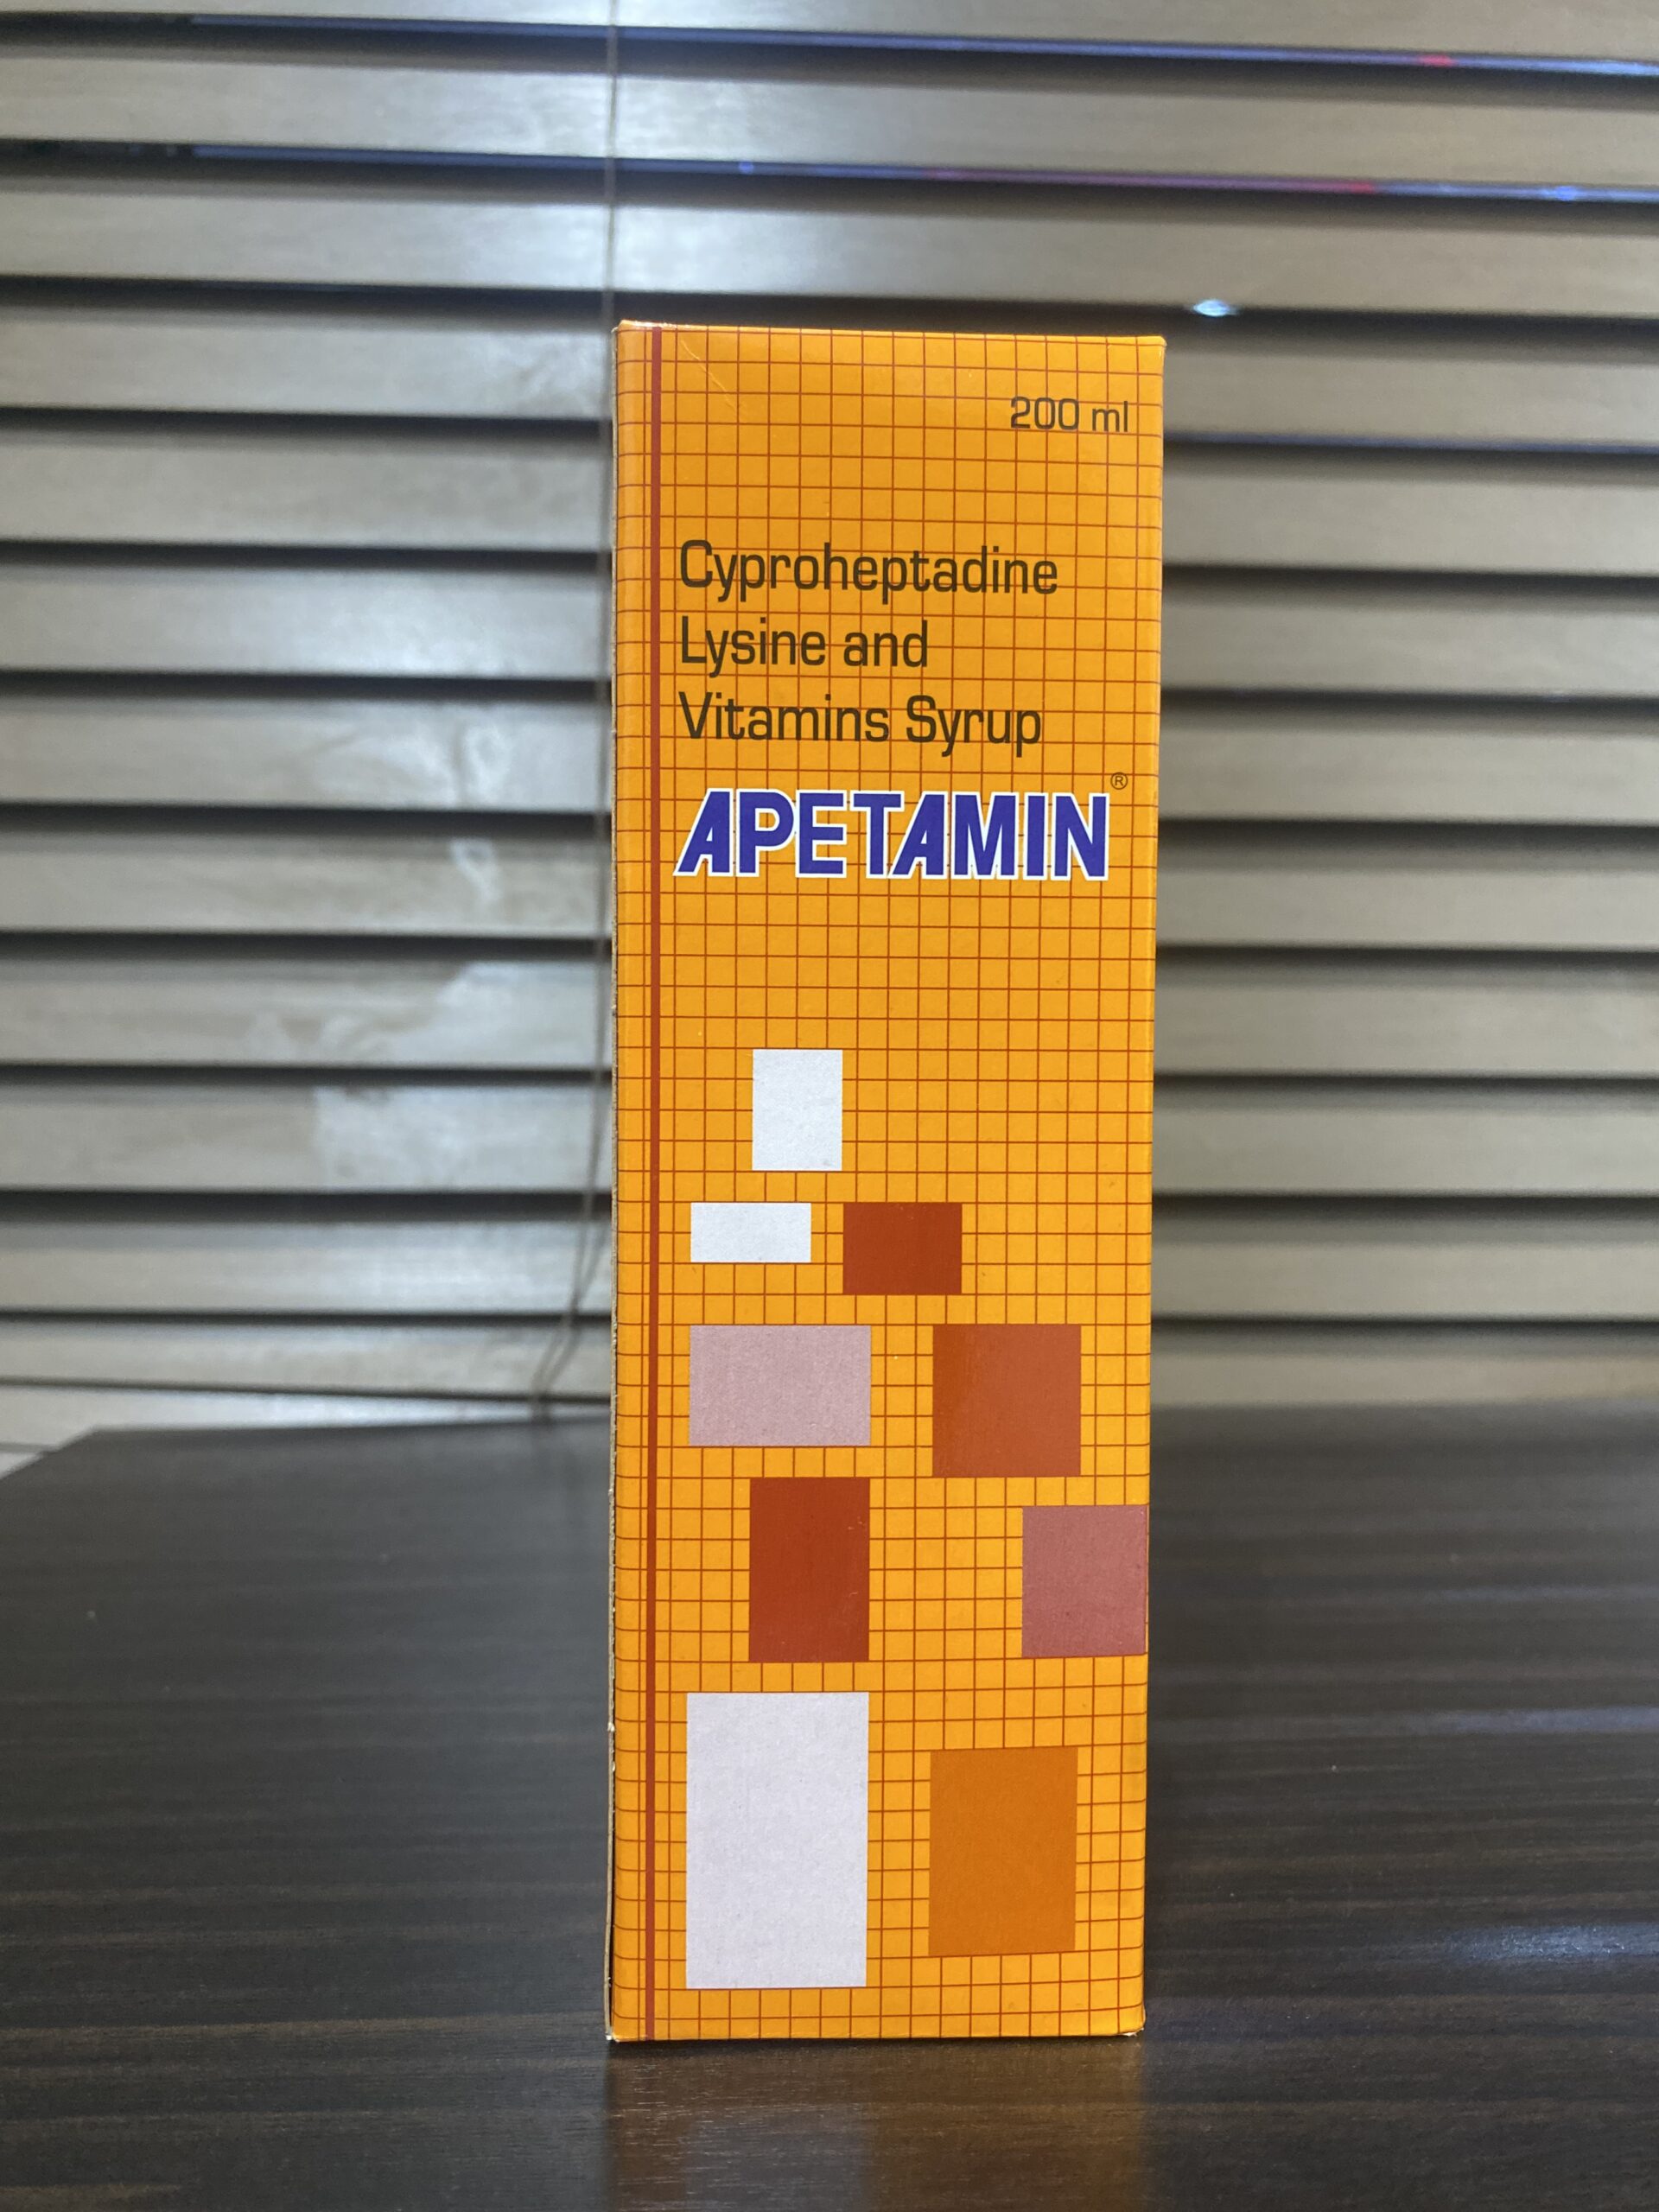 200 ml
Cyproheptadine
Lysine and
Vitamins Syrup
APETAMIN®